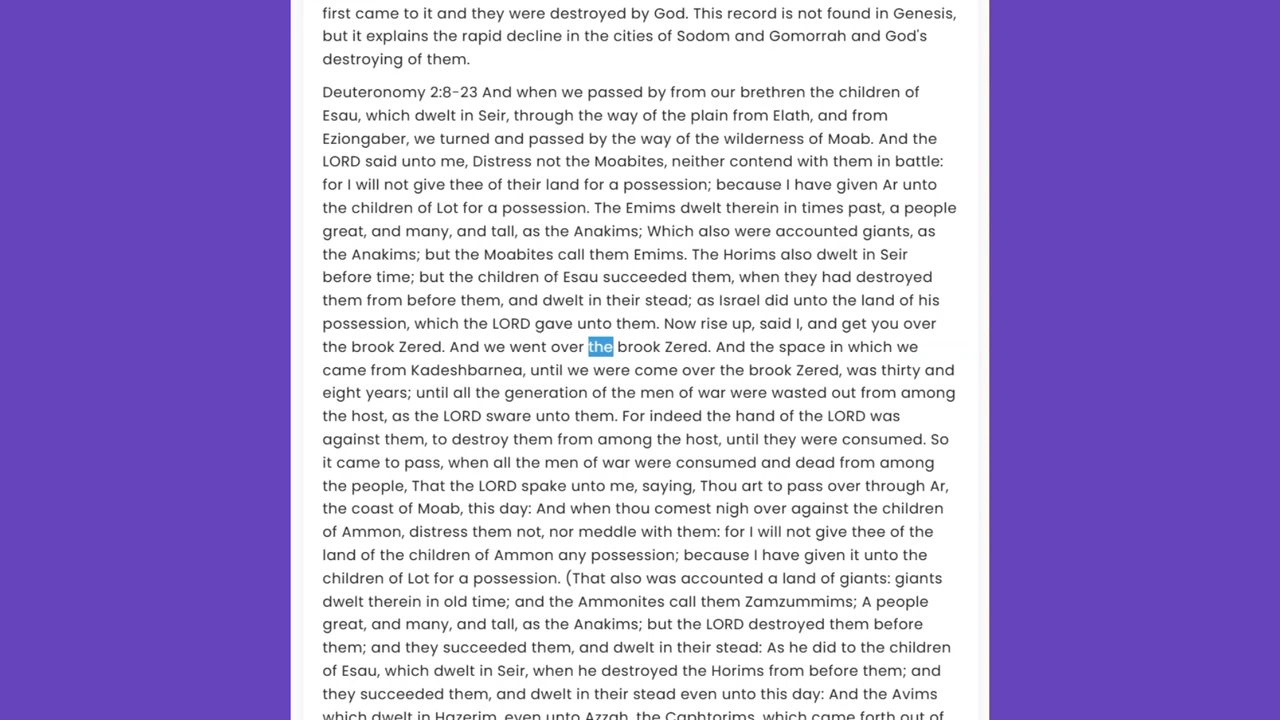 first came to it and they were destroyed by God. This record is not found in Genesis,
but it explains the rapid decline in the cities of Sodom and Gomorrah and God's
destroying of them.
Deuteronomy 2:8-23 And when we passed by from our brethren the children of
Esau, which dwelt in Seir, through the way of the plain from Elath, and from
Eziongaber, we turned and passed by the way of the wilderness of Moab. And the
LORD said unto me, Distress not the Moabites, neither contend with them in battle:
for I will not give thee of their land for a possession; because I have given Ar unto
the children of Lot for a possession. The Emims dwelt therein in times past, a people
great, and many, and tall, as the Anakims; Which also were accounted giants, as
the Anakims; but the Moabites call them Emims. The Horims also dwelt in Seir
before time; but the children of Esau succeeded them, when they had destroyed
them from before them, and dwelt in their stead; as Israel did unto the land of his
possession, which the LORD gave unto them. Now rise up, said I, and get you over
the brook Zered. And we went over the brook Zered. And the space in which we
came from Kadeshbarnea, until we were come over the brook Zered, was thirty and
eight years; until all the generation of the men of war were wasted out from among
the host, as the LORD sware unto them. For indeed the hand of the LORD was
against them, to destroy them from among the host, until they were consumed. So
it came to pass, when all the men of war were consumed and dead from among
the people, That the LORD spake unto me, saying, Thou art to pass over through Ar,
the coast of Moab, this day: And when thou comest nigh over against the children
of Ammon, distress them not, nor meddle with them: for I will not give thee of the
land of the children of Ammon any possession; because I have given it unto the
children of Lot for a possession. (That also was accounted a land of giants: giants
dwelt therein in old time; and the Ammonites call them Zamzummims; A people
great, and many, and tall, as the Anakims; but the LORD destroyed them before
them; and they succeeded them, and dwelt in their stead: As he did to the children
of Esau, which dwelt in Seir, when he destroyed the Horims from before them; and
they succeeded them, and dwelt in their stead even unto this day: And the Avims
which dwelt in Hazerim, even unto Azzah, the Caphtorims, which came forth out of